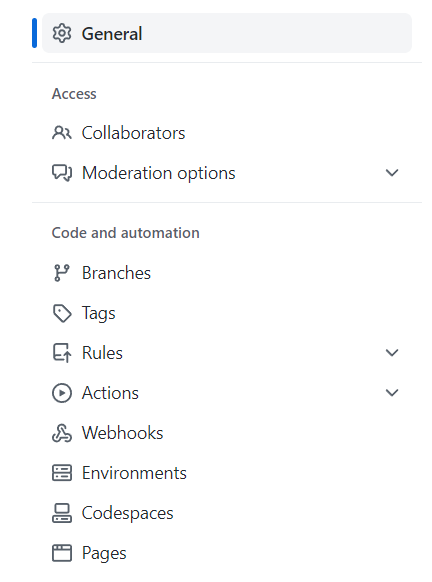 General
Access
Collaborators
Moderation options
Code and automation
Branches
Tags
Rules
Actions
Webhooks
Environments
Codespaces
Pages